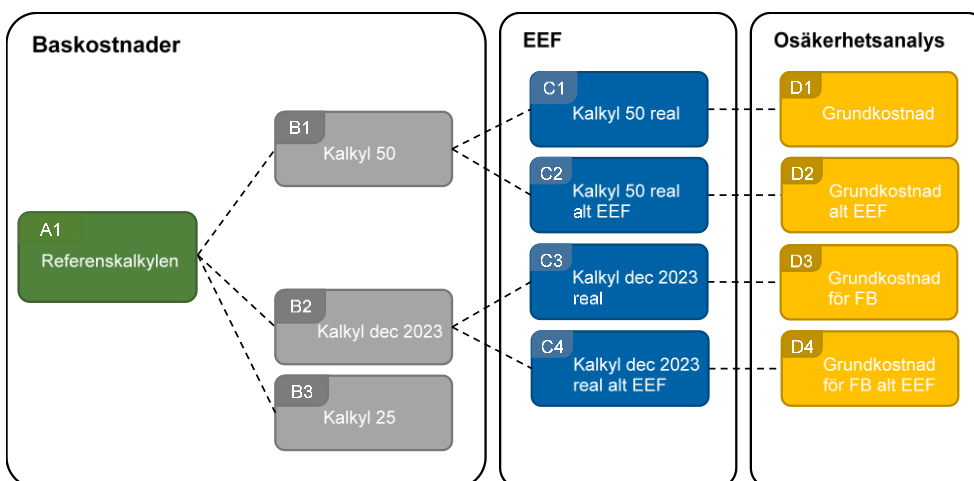 Baskostnader
A1
Referenskalkylen
B1
Kalkyl 50
B2
Kalkyl dec 2023
B3
Kalkyl 25
EEF
C1
Kalkyl 50 real
C2
Kalkyl 50 real
alt EEF
C3
Kalkyl dec 2023
real
C4
Kalkyl dec 2023
real alt EEF
Osäkerhetsanalys
D1
Grundkostnad
D2
Grundkostnad
alt EEF
D3
Grundkostnad
för FB
D4
Grundkostnad
för FB alt EEF